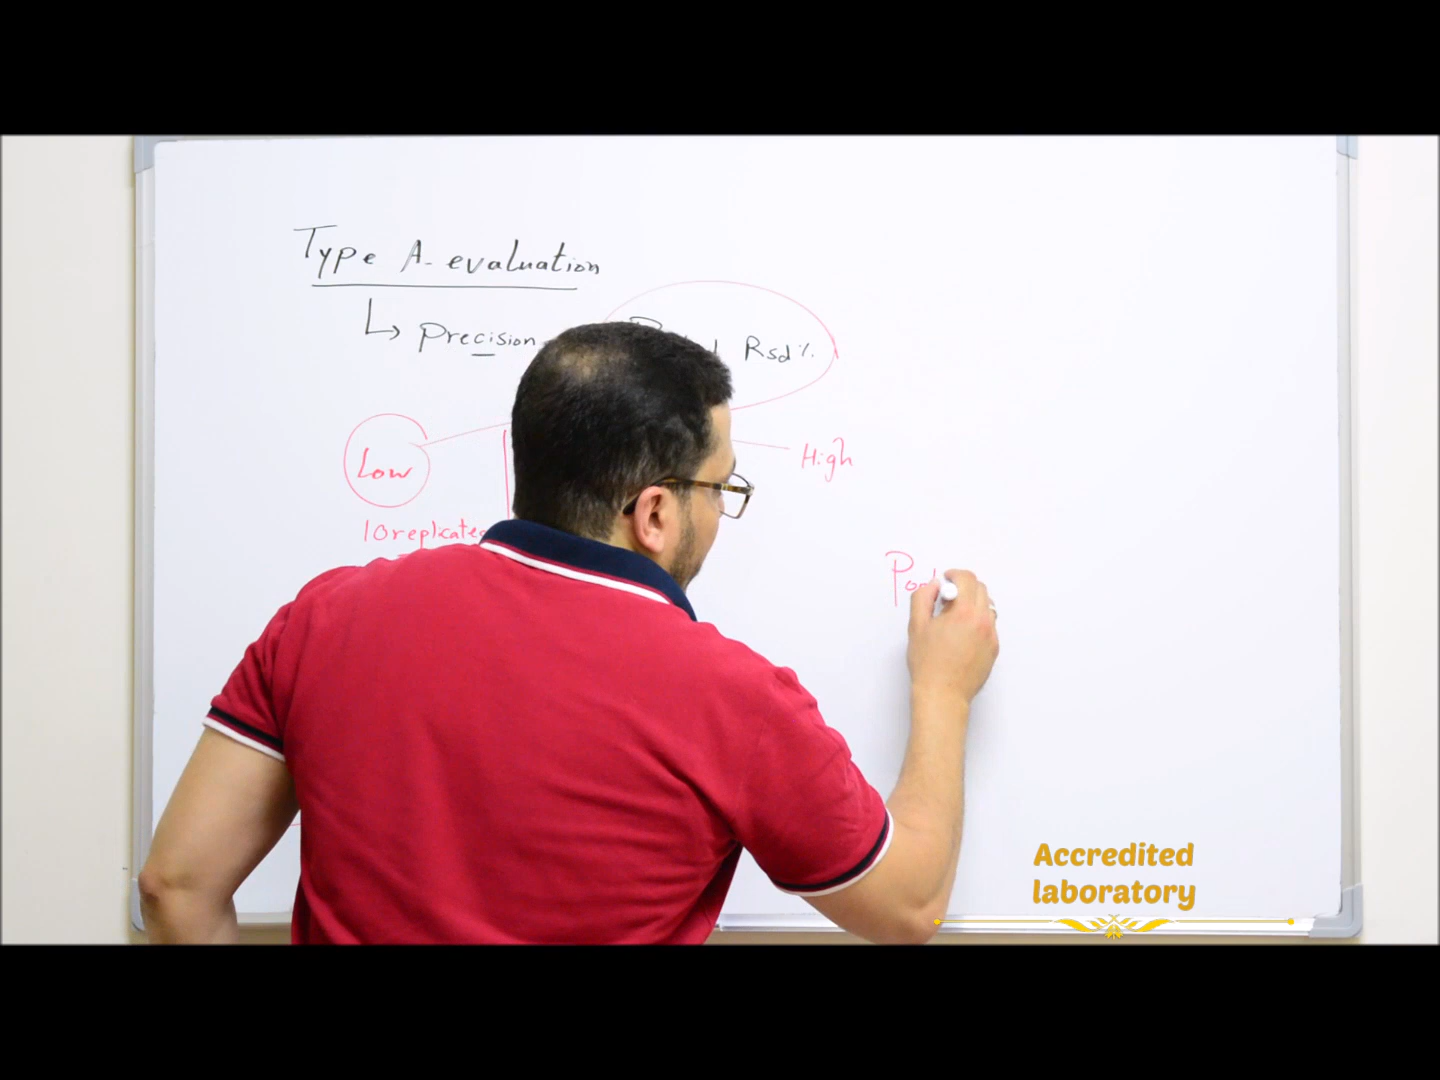 Type A-evaluation
↳ precision Rsd%
Low High
10 replicates
Accredited
laboratory